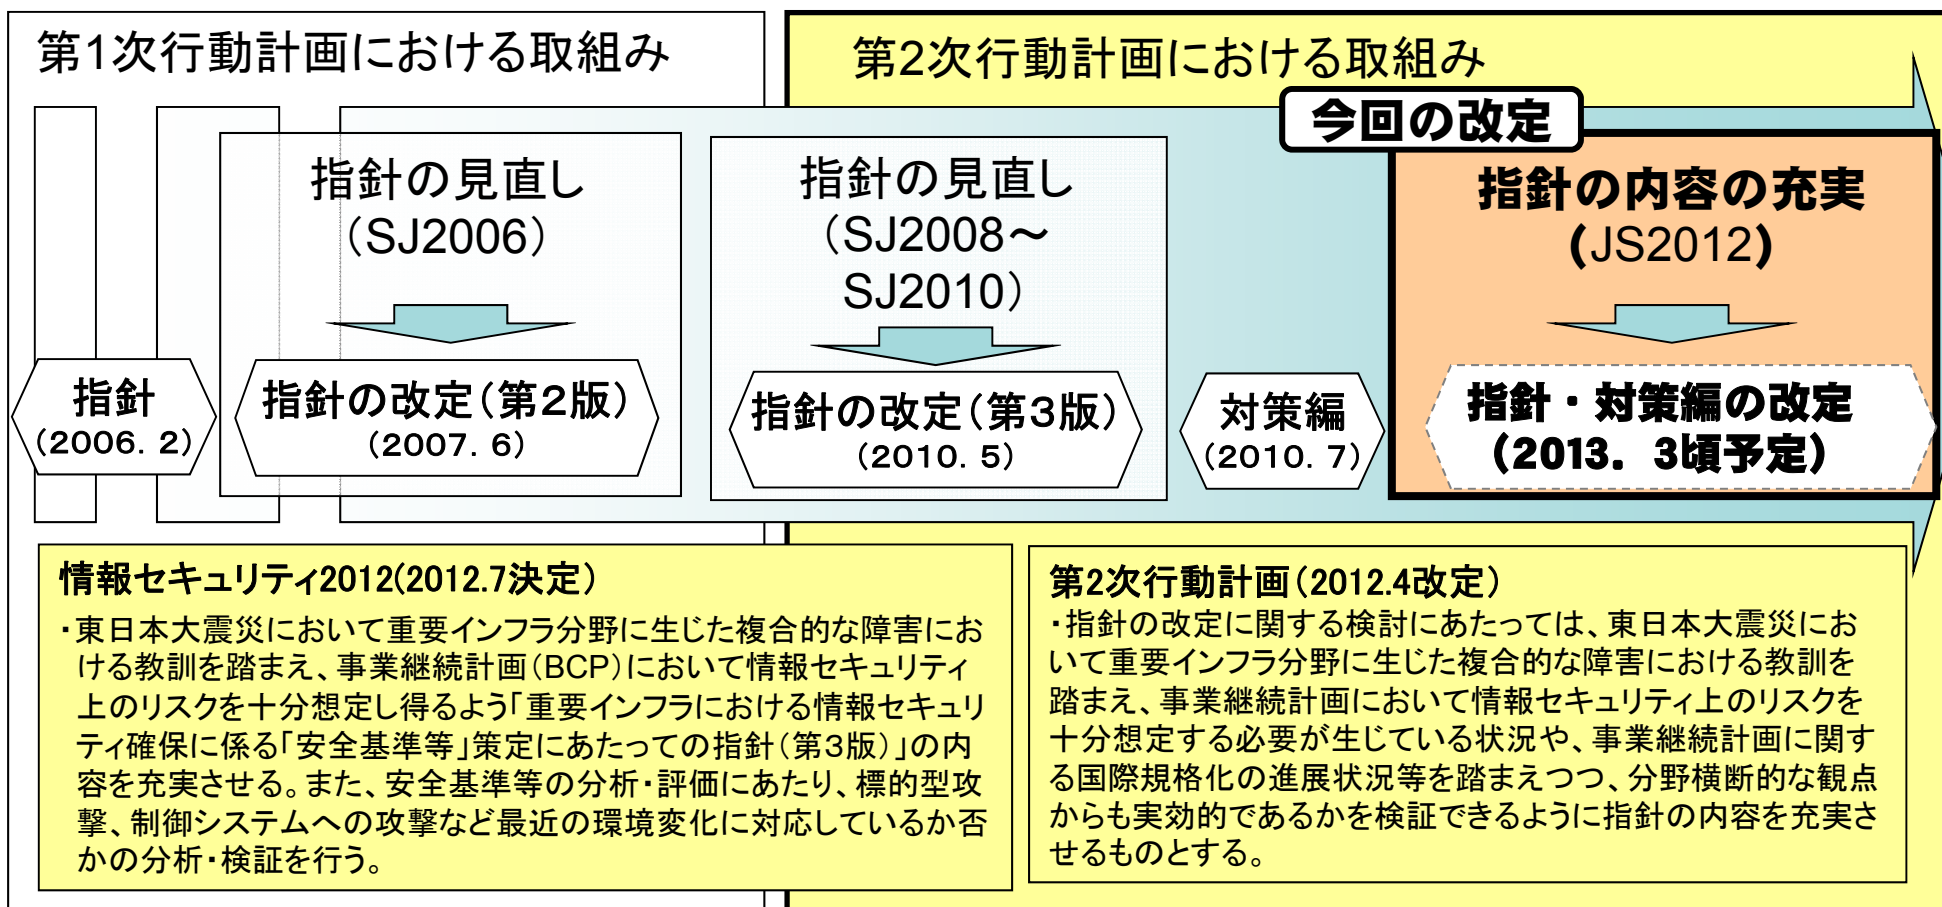 第1次行動計画における取組み
第2次行動計画における取組み
今回の改定
指針の見直し
（SJ2006）
指針の見直し
（SJ2008～
SJ2010）
指針の内容の充実
(JS2012)
指針
（2006．2）
指針の改定（第2版）
（2007．6）
指針の改定（第3版）
（2010．5）
対策編
（2010．7）
指針・対策編の改定
（2013．3頃予定）
情報セキュリティ2012(2012.7決定）
・東日本大震災において重要インフラ分野に生じた複合的な障害にお
ける教訓を踏まえ、事業継続計画（BCP）において情報セキュリティ
上のリスクを十分想定し得るよう「重要インフラにおける情報セキュリ
ティ確保に係る「安全基準等」策定にあたっての指針（第3版）」の内
容を充実させる。また、安全基準等の分析・評価にあたり、標的型攻
撃、制御システムへの攻撃など最近の環境変化に対応しているか否
かの分析・検証を行う。
第2次行動計画（2012.4改定）
・指針の改定に関する検討にあたっては、東日本大震災にお
いて重要インフラ分野に生じた複合的な障害における教訓を
踏まえ、事業継続計画において情報セキュリティ上のリスクを
十分想定する必要が生じている状況や、事業継続計画に関す
る国際規格化の進展状況等を踏まえつつ、分野横断的な観点
からも実効的であるかを検証できるように指針の内容を充実さ
せるものとする。